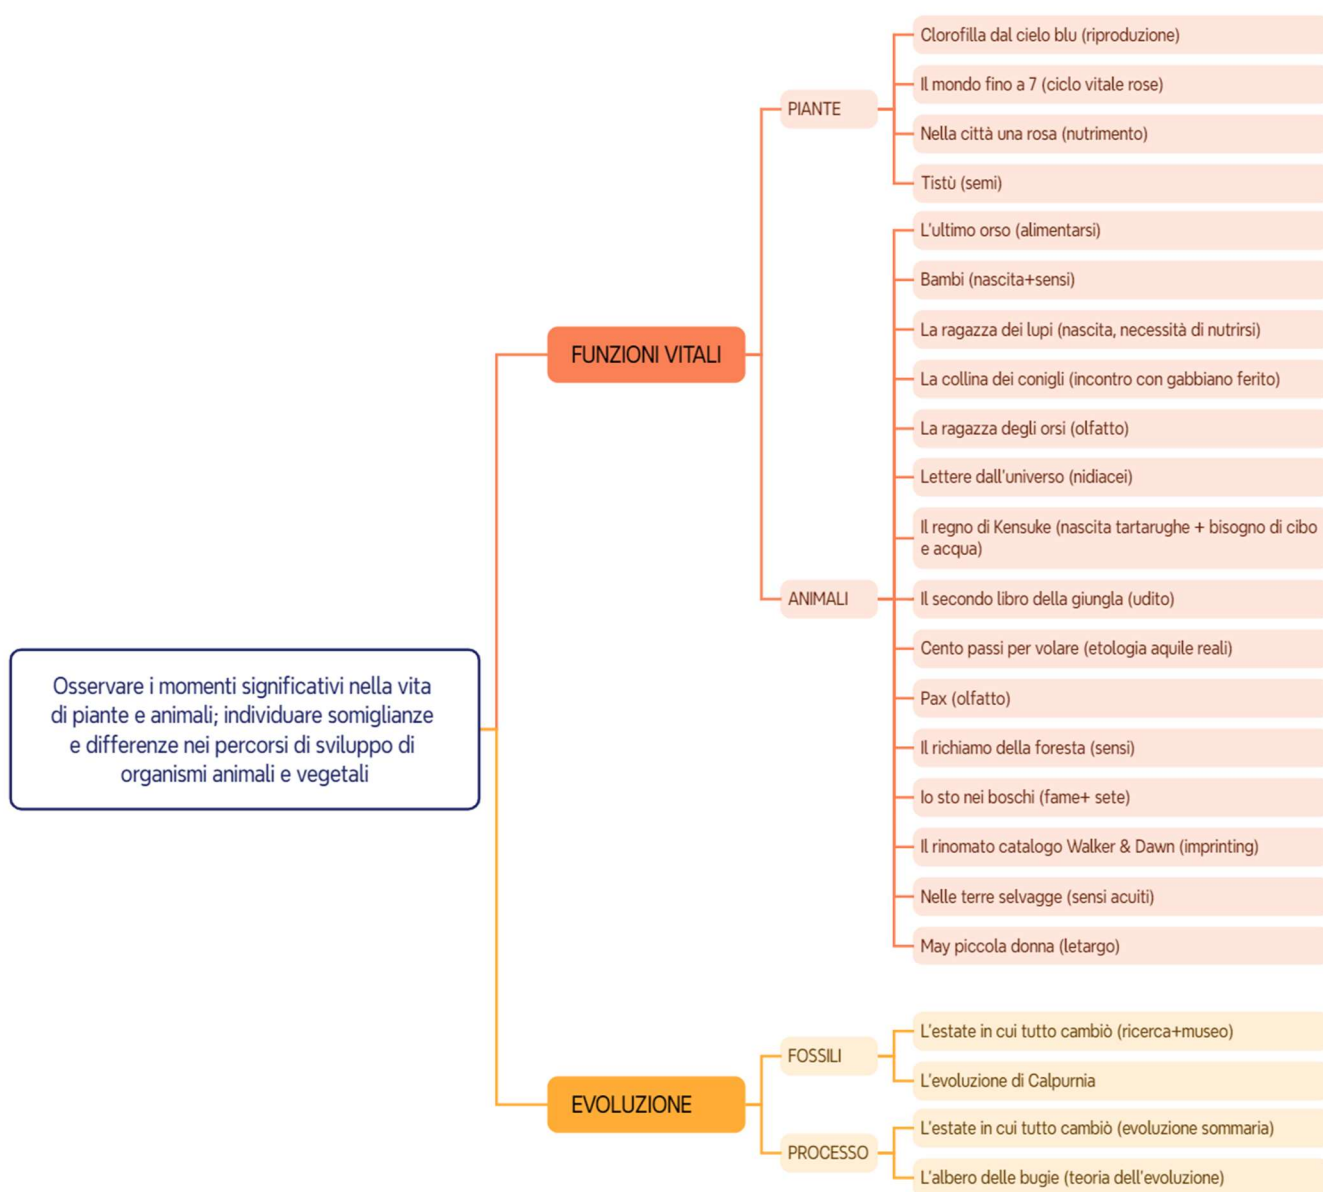 Osservare i momenti significativi nella vita
di piante e animali; individuare somiglianze
e differenze nei percorsi di sviluppo di
organismi animali e vegetali
FUNZIONI VITALI
PIANTE
Clorofilla dal cielo blu (riproduzione)
Il mondo fino a 7 (ciclo vitale rose)
Nella città una rosa (nutrimento)
Tistù (semi)
ANIMALI
L'ultimo orso (alimentarsi)
Bambi (nascita+sensi)
La ragazza dei lupi (nascita, necessità di nutrirsi)
La collina dei conigli (incontro con gabbiano ferito)
La ragazza degli orsi (olfatto)
Lettere dall'universo (nidiacei)
Il regno di Kensuke (nascita tartarughe + bisogno di cibo
e acqua)
Il secondo libro della giungla (udito)
Cento passi per volare (etologia aquile reali)
Pax (olfatto)
Il richiamo della foresta (sensi)
Io sto nei boschi (fame+ sete)
Il rinomato catalogo Walker & Dawn (imprinting)
Nelle terre selvagge (sensi acuiti)
May piccola donna (letargo)
EVOLUZIONE
FOSSILI
L'estate in cui tutto cambiò (ricerca+museo)
L'evoluzione di Calpurnia
PROCESSO
L'estate in cui tutto cambiò (evoluzione sommaria)
L'albero delle bugie (teoria dell'evoluzione)